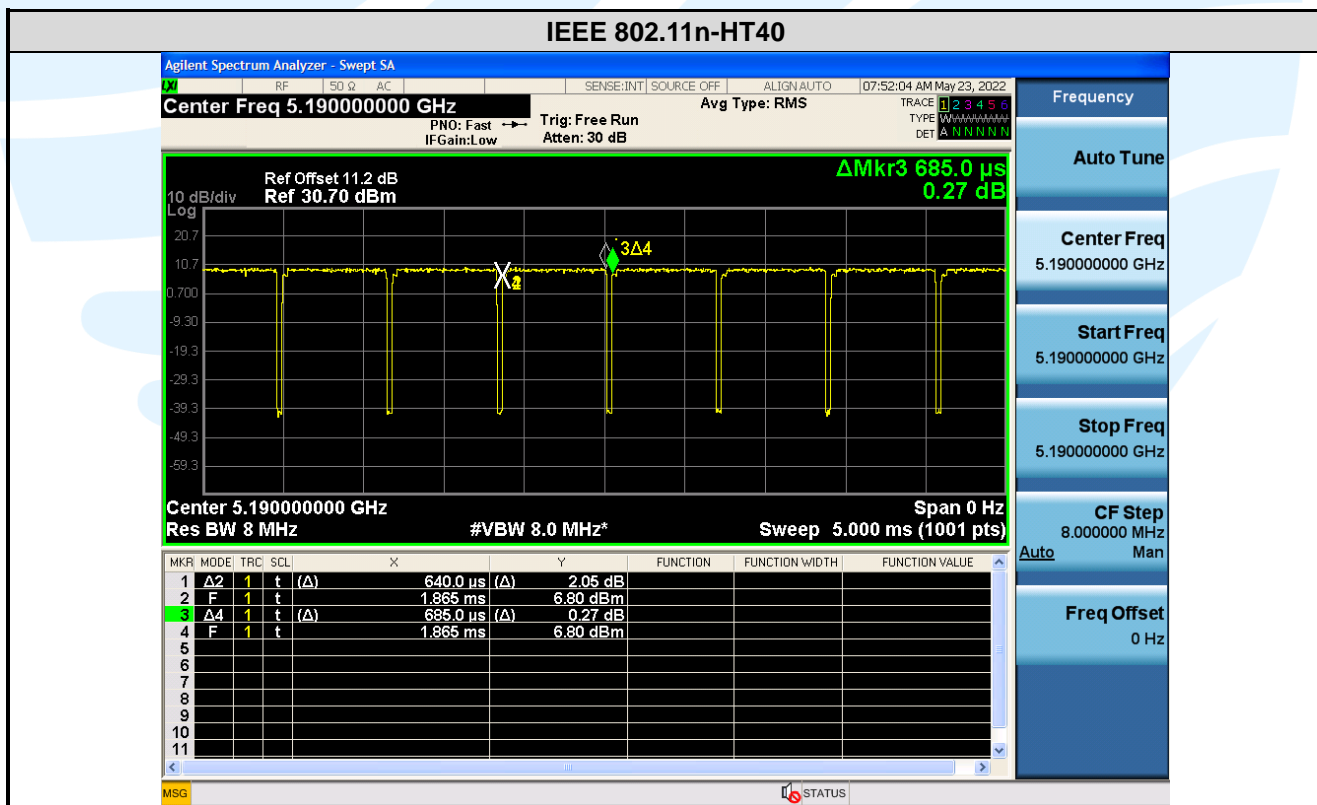 IEEE 802.11n-HT40
Agilent Spectrum Analyzer - Swept SA
LXI RF 50 Ω AC SENSE:INT SOURCE OFF ALIGN AUTO 07:52:04 AM May 23, 2022
Center Freq 5.190000000 GHz Avg Type: RMS TRACE 1 2 3 4 5 6
PNO: Fast Trig: Free Run TYPE W
IFGain:Low Atten: 30 dB DET A N N N N N
Frequency
Auto Tune
Center Freq
5.190000000 GHz
Start Freq
5.190000000 GHz
Stop Freq
5.190000000 GHz
CF Step
8.000000 MHz
Auto Man
Freq Offset
0 Hz
ΔMkr3 685.0 µs
0.27 dB
Ref Offset 11.2 dB
10 dB/div Ref 30.70 dBm
Log
20.7
10.7
0.700
-9.30
-19.3
-29.3
-39.3
-49.3
-59.3
3Δ4
Center 5.190000000 GHz Span 0 Hz
Res BW 8 MHz #VBW 8.0 MHz* Sweep 5.000 ms (1001 pts)
MKR MODE TRC SCL X Y FUNCTION FUNCTION WIDTH FUNCTION VALUE
1 Δ2 1 t (Δ) 640.0 µs (Δ) 2.05 dB
2 F 1 t 1.865 ms 6.80 dBm
3 Δ4 1 t (Δ) 685.0 µs (Δ) 0.27 dB
4 F 1 t 1.865 ms 6.80 dBm
5
6
7
8
9
10
11
MSG STATUS